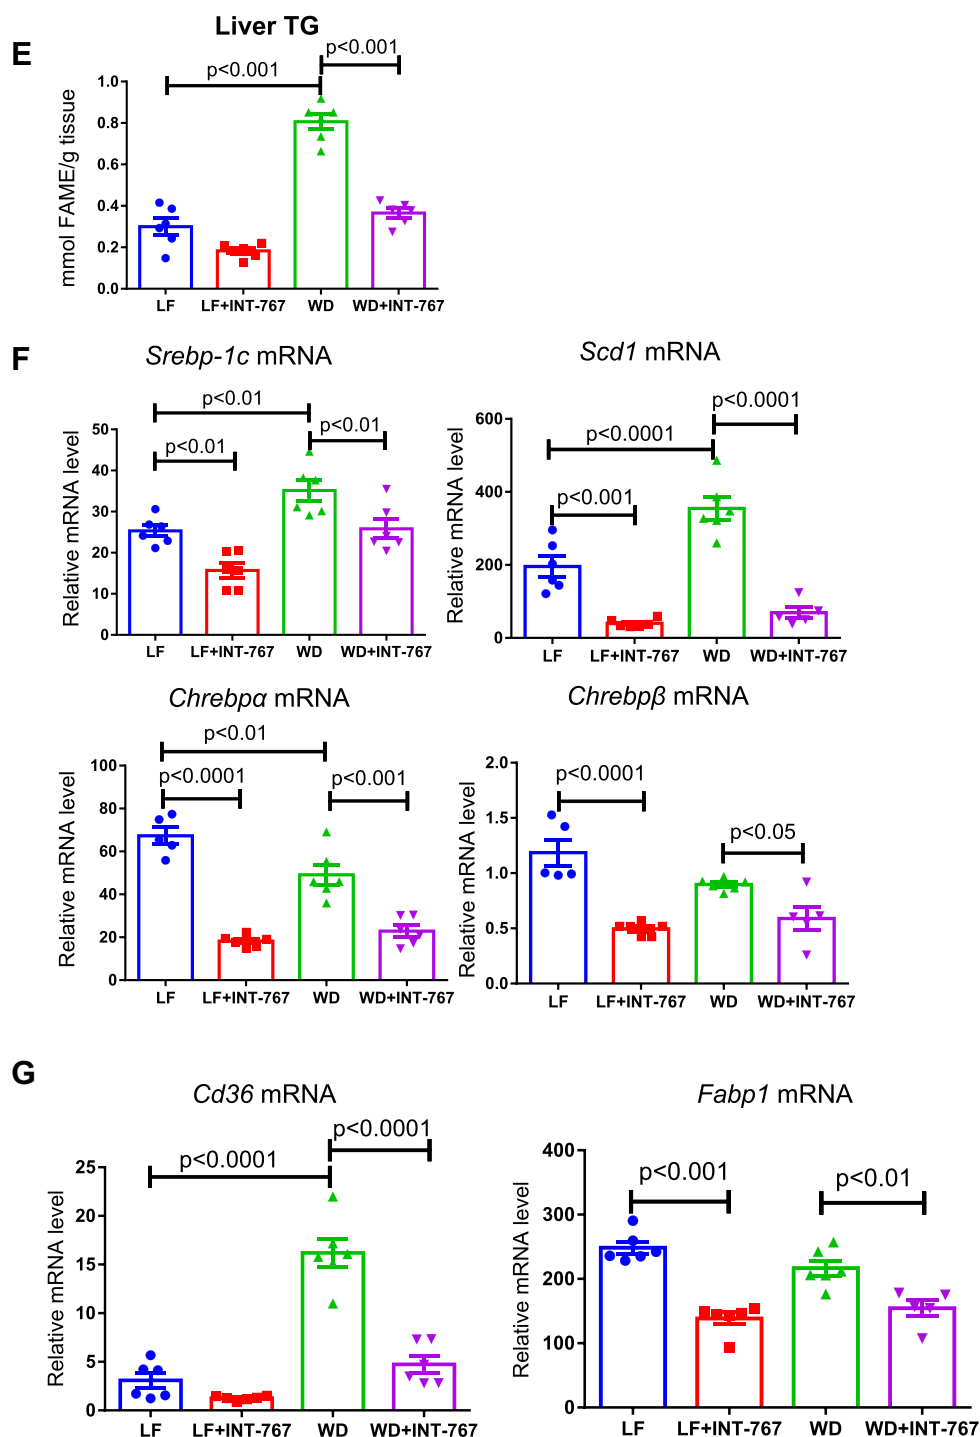 E
Liver TG
p<0.001
p<0.001
mmol FAME/g tissue
1.0
0.8
0.6
0.4
0.2
0.0
LF
LF+INT-767
WD
WD+INT-767
F
Srebp-1c mRNA
p<0.01
p<0.01
p<0.01
Relative mRNA level
50
40
30
20
10
0
LF
LF+INT-767
WD
WD+INT-767
Scd1 mRNA
p<0.0001
p<0.0001
p<0.001
Relative mRNA level
600
400
200
0
LF
LF+INT-767
WD
WD+INT-767
Chrebpα mRNA
p<0.01
p<0.0001
p<0.001
Relative mRNA level
100
80
60
40
20
0
LF
LF+INT-767
WD
WD+INT-767
Chrebpβ mRNA
p<0.0001
p<0.05
Relative mRNA level
2.0
1.5
1.0
0.5
0.0
LF
LF+INT-767
WD
WD+INT-767
G
Cd36 mRNA
p<0.0001
p<0.0001
Relative mRNA level
25
20
15
10
5
0
LF
LF+INT-767
WD
WD+INT-767
Fabp1 mRNA
p<0.001
p<0.01
Relative mRNA level
400
300
200
100
0
LF
LF+INT-767
WD
WD+INT-767